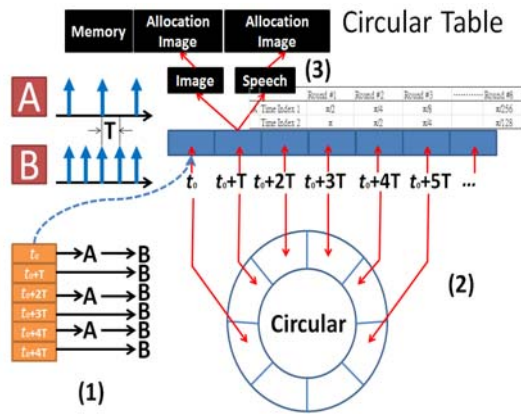 Circular Table
Memory
Allocation
Image
Allocation
Image
(3)
Image
Speech
Round #1 Round #2 Round #3 Round #8
Time Index 1 π/2 π/4 π/8 π/256
Time Index 2 π π/2 π/4 π/128
A
T
B
t₀ t₀+T t₀+2T t₀+3T t₀+4T t₀+5T ...
t₀ A B
t₀+T B
t₀+2T A B
t₀+3T B
t₀+4T A B
t₀+4T B
Circular
(2)
(1)